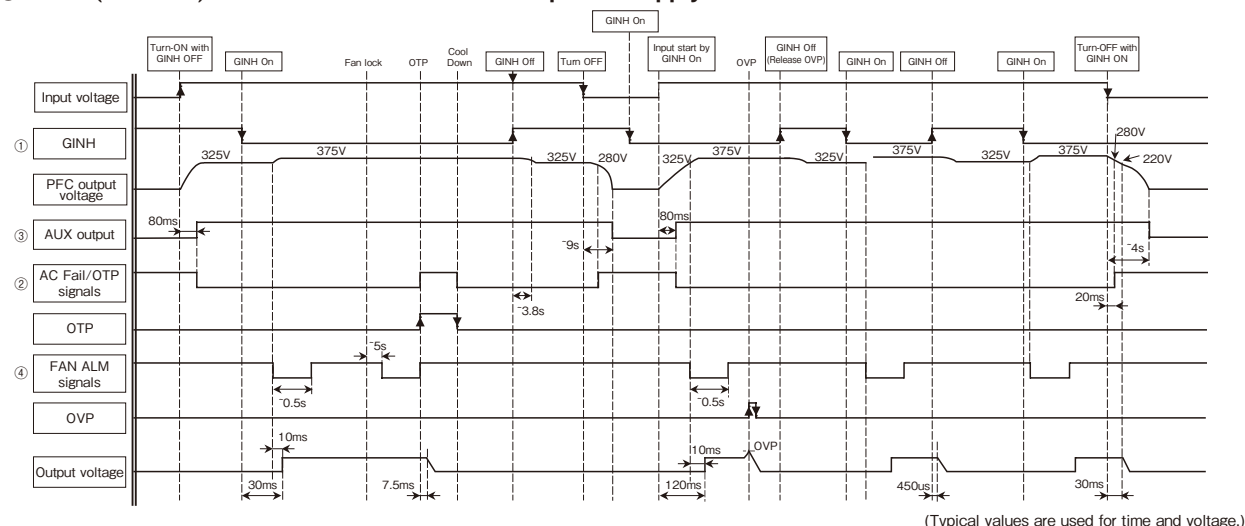 GINH On
Turn-ON with
GINH OFF
GINH On
Fan lock
OTP
Cool
Down
GINH Off
Turn OFF
Input start by
GINH On
OVP
GINH Off
(Release OVP)
GINH On
GINH Off
GINH On
Turn-OFF with
GINH ON
Input voltage
① GINH
280V
325V
375V
325V
280V
325V
375V
325V
375V
325V
375V
220V
PFC output
voltage
80ms
80ms
③ AUX output
~9s
~4s
② AC Fail/OTP
signals
~3.8s
20ms
OTP
~5s
④ FAN ALM
signals
~0.5s
~0.5s
OVP
10ms
10ms
OVP
Output voltage
30ms
7.5ms
120ms
450us
30ms
(Typical values are used for time and voltage.)